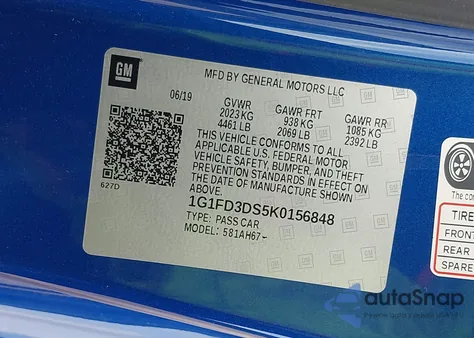 GM
MFD BY GENERAL MOTORS LLC
06/19
GVWR GAWR FRT GAWR RR
2023 KG 938 KG 1085 KG
4461 LB 2069 LB 2392 LB
THIS VEHICLE CONFORMS TO ALL
APPLICABLE U.S. FEDERAL MOTOR
VEHICLE SAFETY, BUMPER, AND THEFT
PREVENTION STANDARDS IN EFFECT ON
THE DATE OF MANUFACTURE SHOWN
ABOVE.
627D
1G1FD3DS5K0156848
TYPE: PASS CAR
MODEL: 581AH67-
The co
TIRE
FRONT
REAR
SPARE
autoSnap